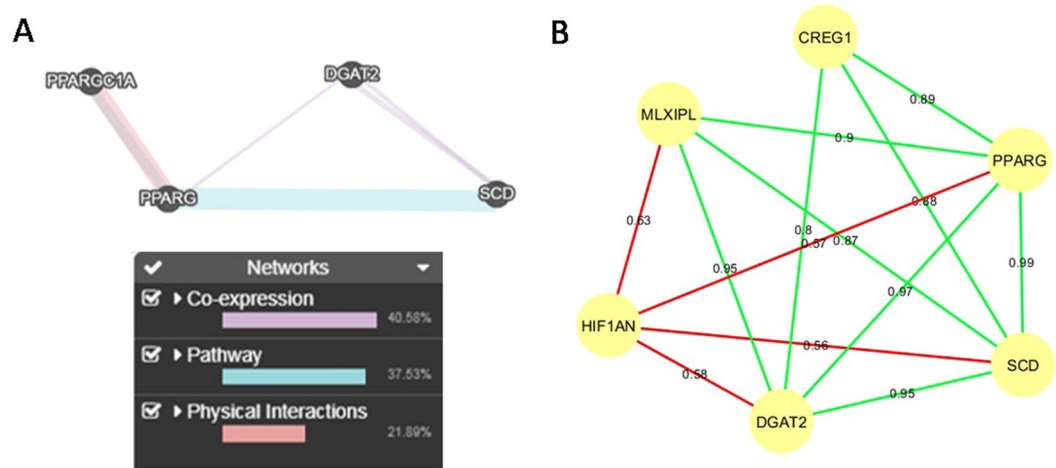 A
PPARGC1A
DGAT2
PPARG
SCD
Networks
Co-expression
40.58%
Pathway
37.53%
Physical Interactions
21.89%
B
CREG1
MLXIPL
PPARG
HIF1AN
SCD
DGAT2
0.89
0.9
0.63
0.88
0.8
0.57
0.87
0.95
0.99
0.97
0.56
0.58
0.95